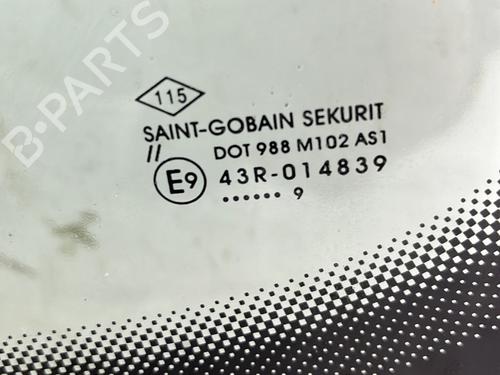 B-PARTS
115
SAINT-GOBAIN SEKURIT
// DOT 988 M102 AS1
E9 43R-014839
...... 9